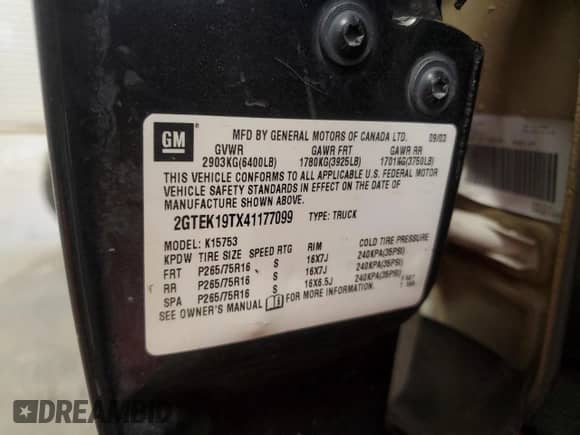 GM ®
MFD BY GENERAL MOTORS OF CANADA LTD. 09/03
GVWR GAWR FRT GAWR RR
2903KG(6400LB) 1780KG(3925LB) 1701KG(3750LB)
THIS VEHICLE CONFORMS TO ALL APPLICABLE U.S. FEDERAL MOTOR
VEHICLE SAFETY STANDARDS IN EFFECT ON THE DATE OF
MANUFACTURE SHOWN ABOVE.
2GTEK19TX41177099 TYPE: TRUCK
MODEL: K15753
KPDW TIRE SIZE SPEED RTG RIM COLD TIRE PRESSURE
FRT P265/75R16 S 16X7J 240KPA(35PSI)
RR P265/75R16 S 16X7J 240KPA(35PSI)
SPA P265/75R16 S 16X6.5J 240KPA(35PSI)
SEE OWNER'S MANUAL FOR MORE INFORMATION.
DREAMBID